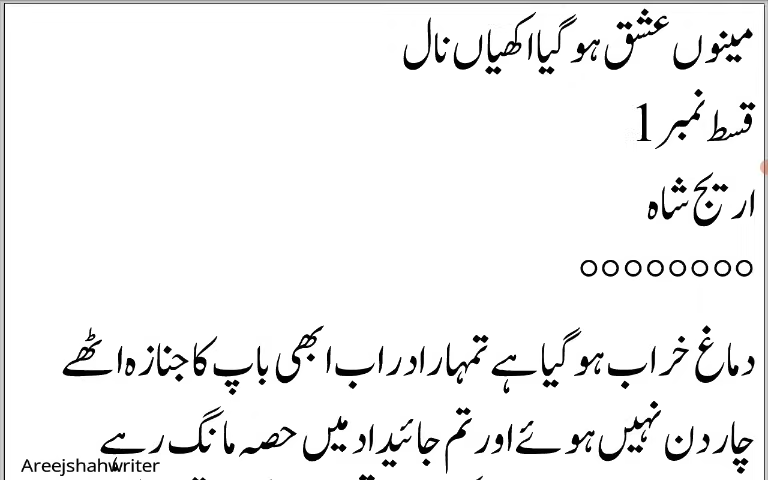 مینوں عشق ہو گیا اکھیاں نال
قسط نمبر 1
اریج شاہ
○○○○○○○○
دماغ خراب ہو گیا ہے تمہارا دراب ابھی باپ کا جنازہ اٹھے
چار دن نہیں ہوئے اور تم جائیداد میں حصہ مانگ رہے
Areejshahwriter